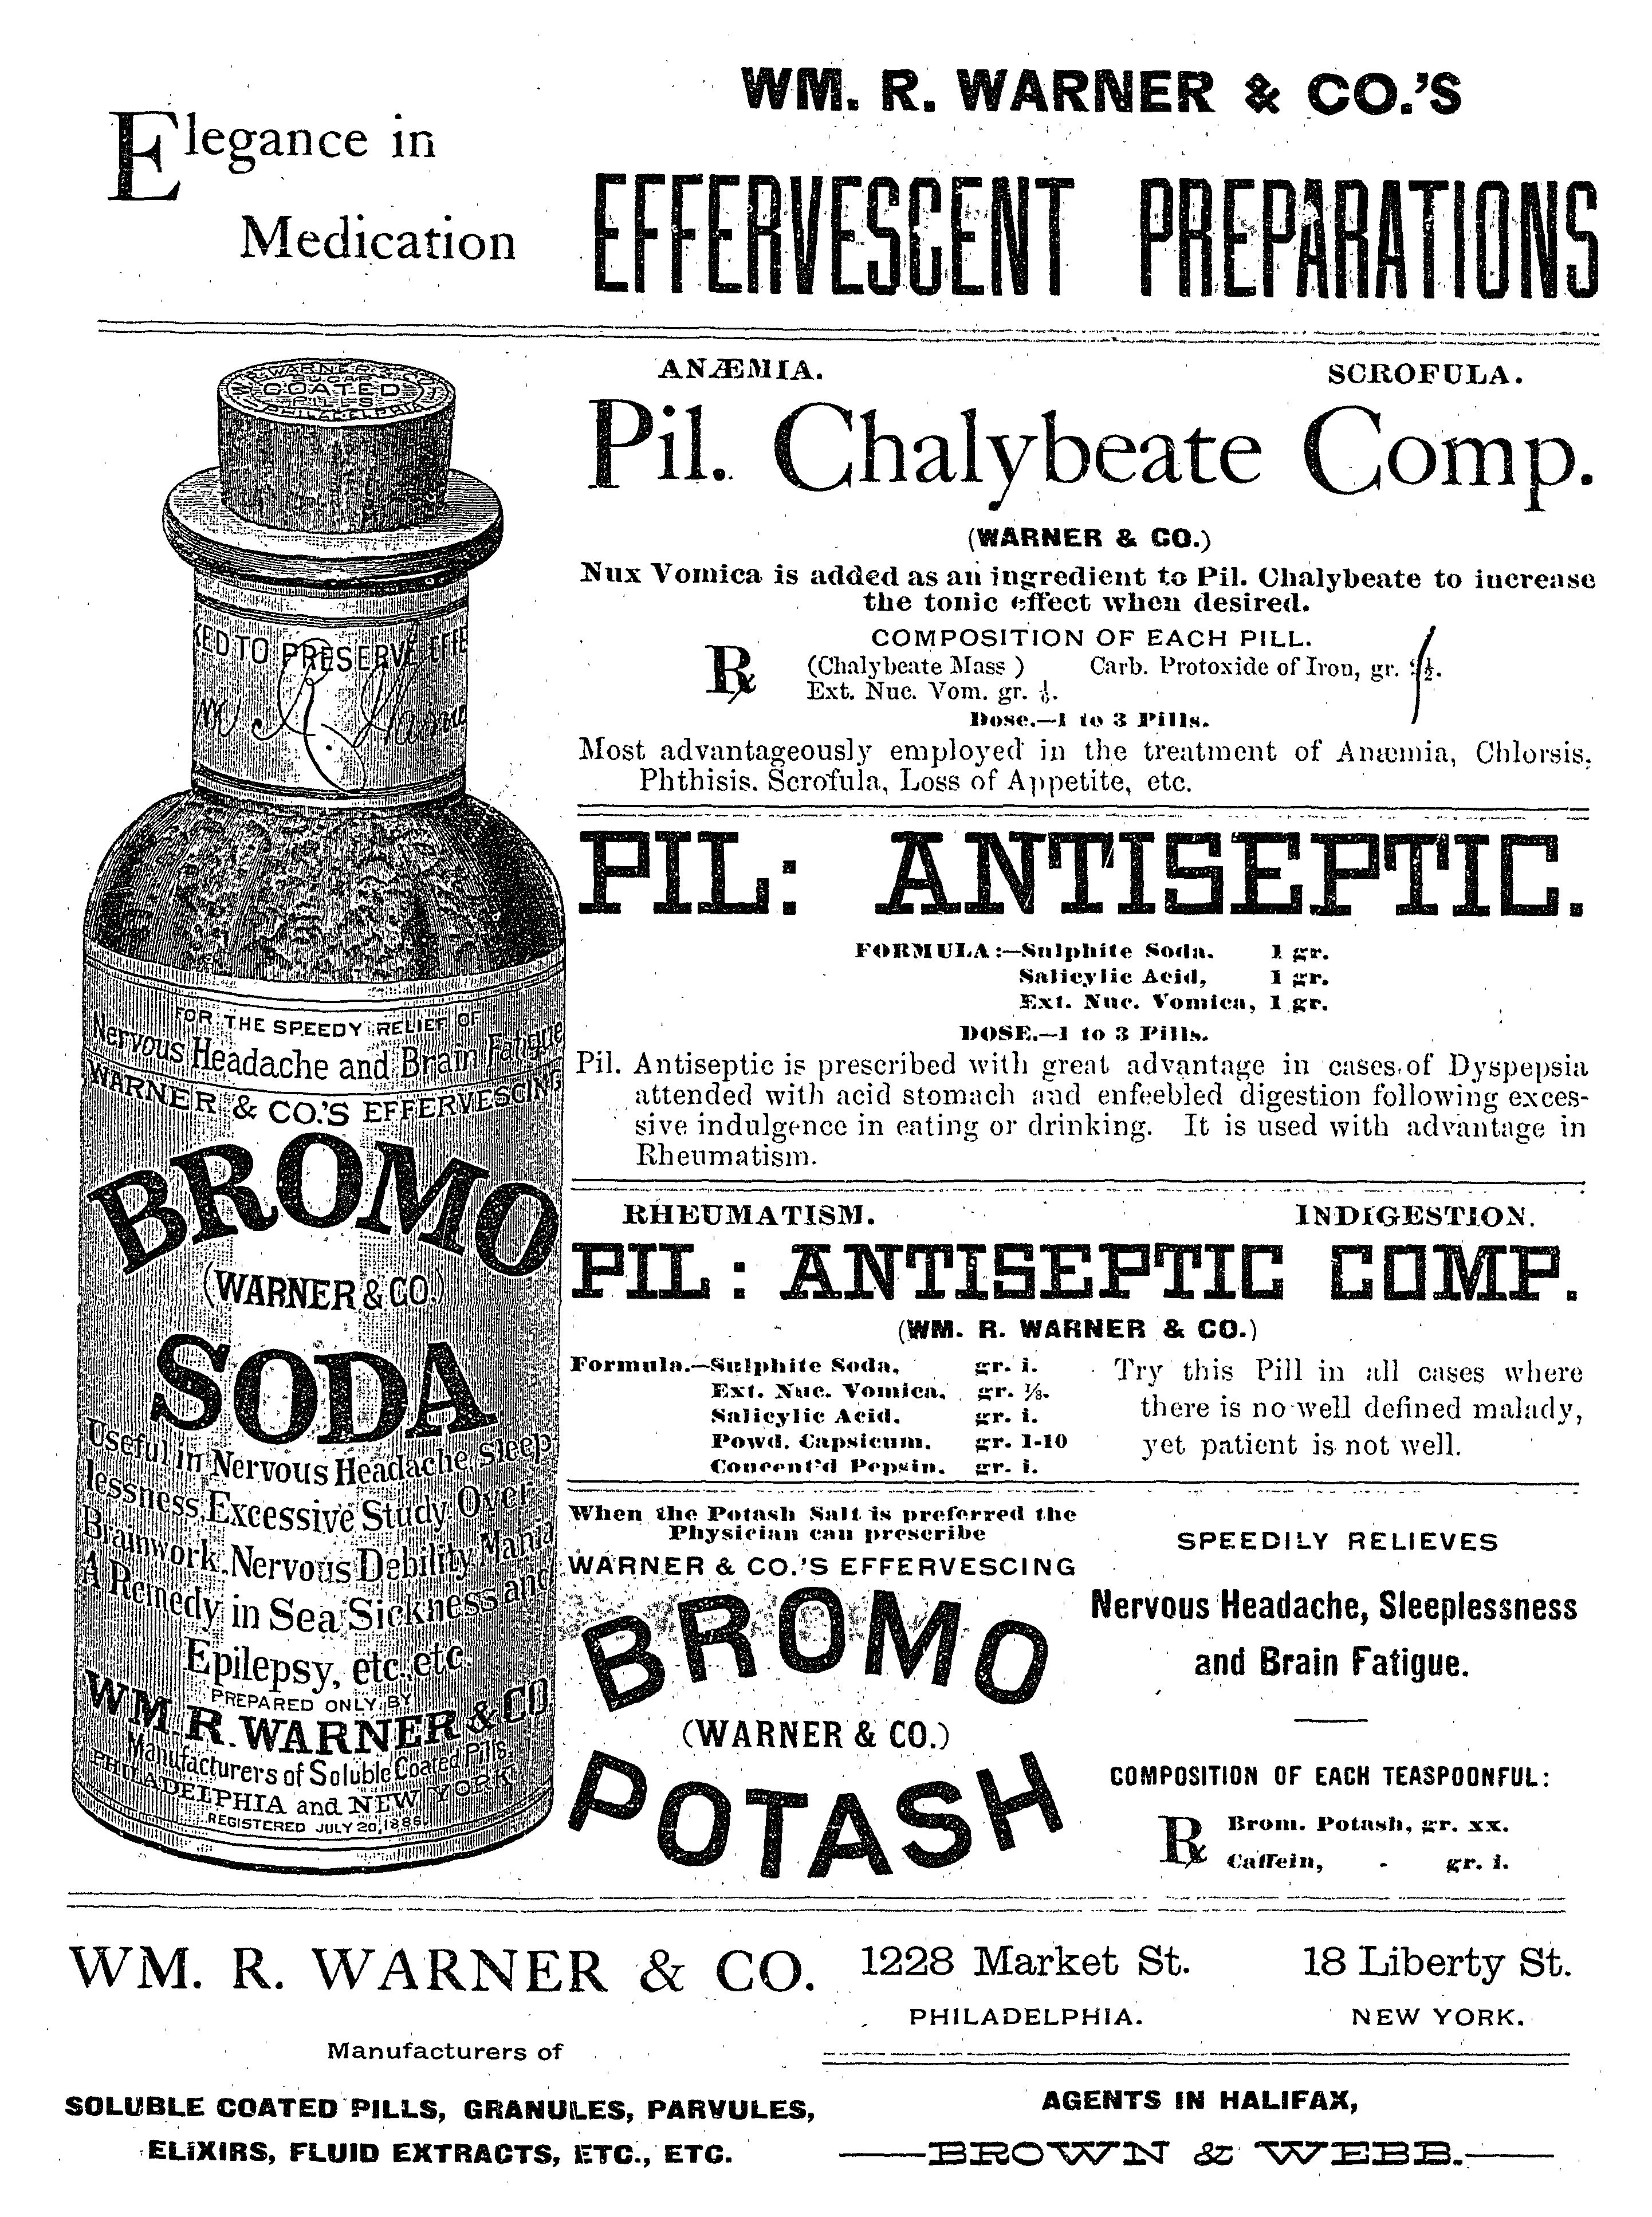 Elegance in
Medication
WM. R. WARNER & CO.'S
EFFERVESCENT PREPARATIONS
W. R. WARNER & CO.
SUGAR
COATED
PILLS
PHILADELPHIA
KED TO PRESERVE EFFE
FOR THE SPEEDY RELIEF OF
Nervous Headache and Brain Fatigue
WARNER & CO.'S EFFERVESCING
BROMO
(WARNER & CO.)
SODA
Useful in Nervous Headache, Sleep-
lessness, Excessive Study, Over
Brainwork, Nervous Debility, Mania
A Remedy in Sea Sickness and
Epilepsy, etc. etc.
PREPARED ONLY BY
WM. R. WARNER & CO.
Manufacturers of Soluble Coated Pills.
PHILADELPHIA and NEW YORK
REGISTERED JULY 20, 1886.
ANÆMIA. SCROFULA.
Pil. Chalybeate Comp.
(WARNER & CO.)
Nux Vomica is added as an ingredient to Pil. Chalybeate to increase
the tonic effect when desired.
COMPOSITION OF EACH PILL.
℞ (Chalybeate Mass ) Carb. Protoxide of Iron, gr. ½.
Ext. Nuc. Vom. gr.
Dose.—1 to 3 Pills.
Most advantageously employed in the treatment of Anæmia, Chlorsis,
Phthisis. Scrofula, Loss of Appetite, etc.
PIL: ANTISEPTIC.
FORMULA:—Sulphite Soda. 1 gr.
Salicylic Acid, 1 gr.
Ext. Nuc. Vomica, 1 gr.
DOSE.—1 to 3 Pills.
Pil. Antiseptic is prescribed with great advantage in cases of Dyspepsia
attended with acid stomach and enfeebled digestion following exces-
sive indulgence in eating or drinking. It is used with advantage in
Rheumatism.
RHEUMATISM. INDIGESTION.
PIL: ANTISEPTIC COMP.
(WM. R. WARNER & CO.)
Formula.—Sulphite Soda, gr. i.
Ext. Nuc. Vomica, gr. ⅛.
Salicylic Acid. gr. i.
Powd. Capsicum. gr. 1-10
Concent'd Pepsin. gr. i.
Try this Pill in all cases where
there is no well defined malady,
yet patient is not well.
When the Potash Salt is preferred the
Physician can prescribe
WARNER & CO.'S EFFERVESCING
BROMO
(WARNER & CO.)
POTASH
SPEEDILY RELIEVES
Nervous Headache, Sleeplessness
and Brain Fatigue.
COMPOSITION OF EACH TEASPOONFUL:
℞ Brom. Potash, gr. xx.
Caffein, - gr. i.
WM. R. WARNER & CO.
Manufacturers of
SOLUBLE COATED PILLS, GRANULES, PARVULES,
ELIXIRS, FLUID EXTRACTS, ETC., ETC.
1228 Market St. 18 Liberty St.
PHILADELPHIA. NEW YORK.
AGENTS IN HALIFAX,
BROWN & WEBB.